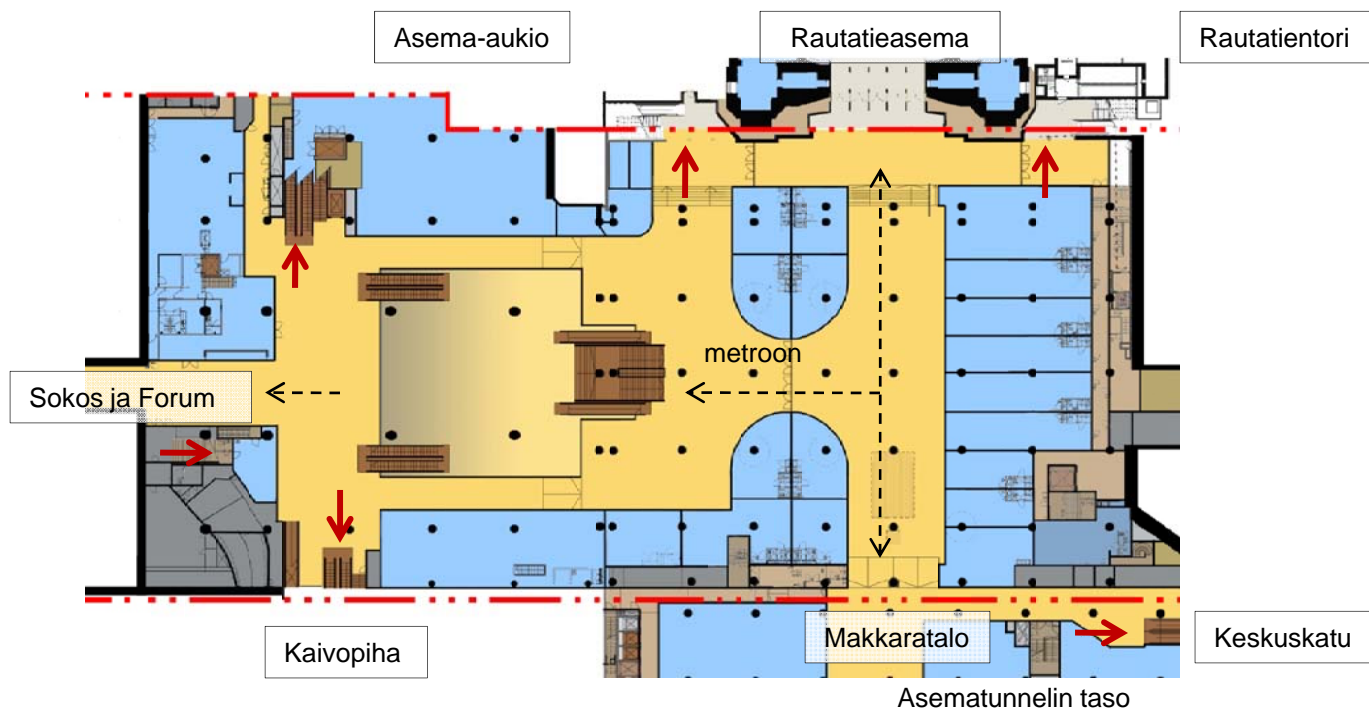 Asema-aukio
Rautatieasema
Rautatientori
metroon
Sokos ja Forum
Kaivopiha
Makkaratalo
Keskuskatu
Asematunnelin taso